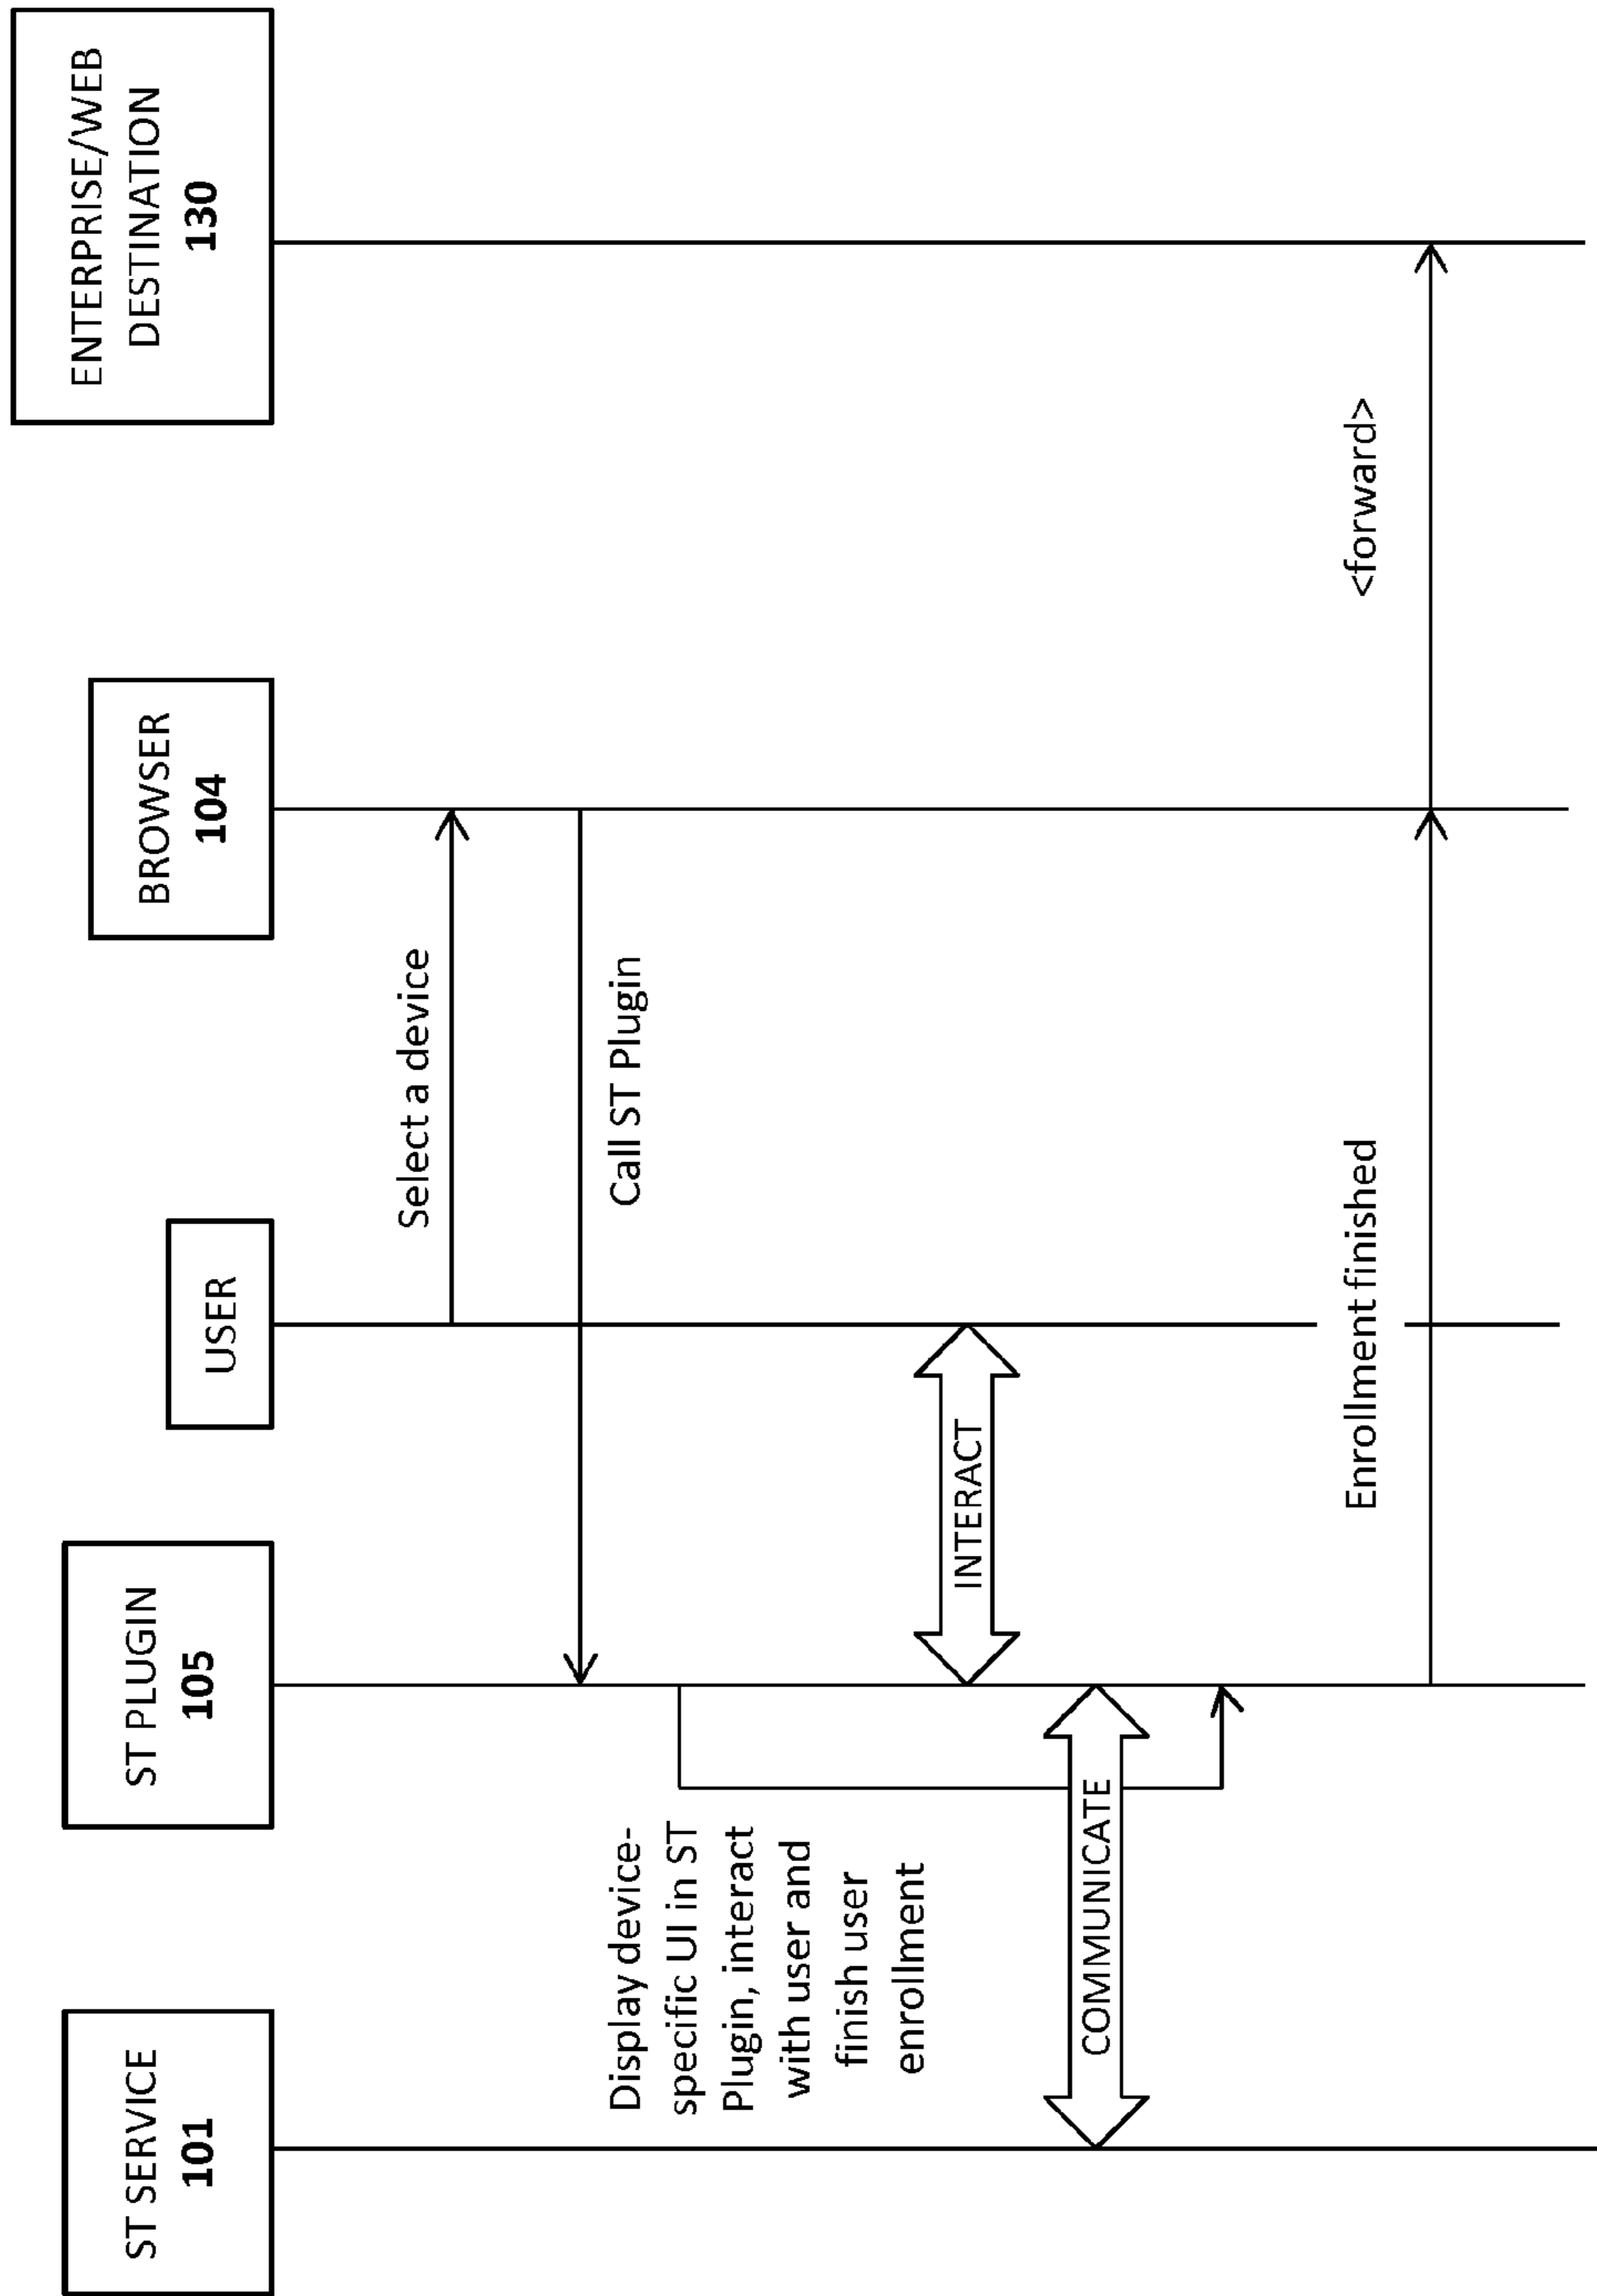 ST SERVICE
101
ST PLUGIN
105
USER
BROWSER
104
ENTERPRISE/WEB
DESTINATION
130
Select a device
Call ST Plugin
Display device-
specific UI in ST
Plugin, interact
with user and
finish user
enrollment
INTERACT
COMMUNICATE
Enrollment finished
<forward>